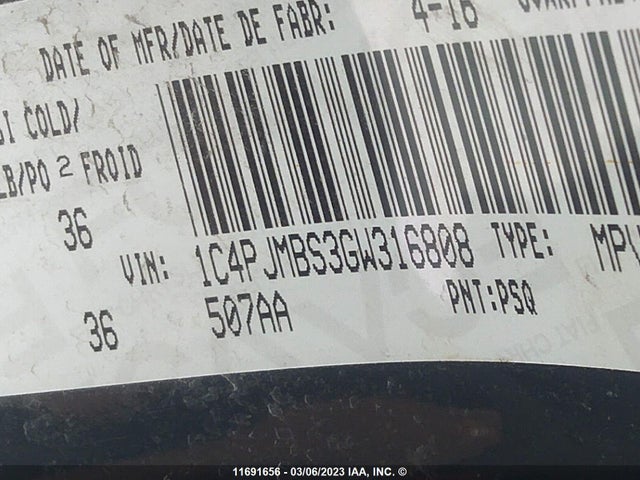 DATE OF MFR/DATE DE FABR: 4-16
COLD/
PO 2 FROID
36
VIN: 1C4PJMBS3GW316808 TYPE: MPV
36 507AA PNT:PSQ
11691656 - 03/06/2023 IAA, INC. ©